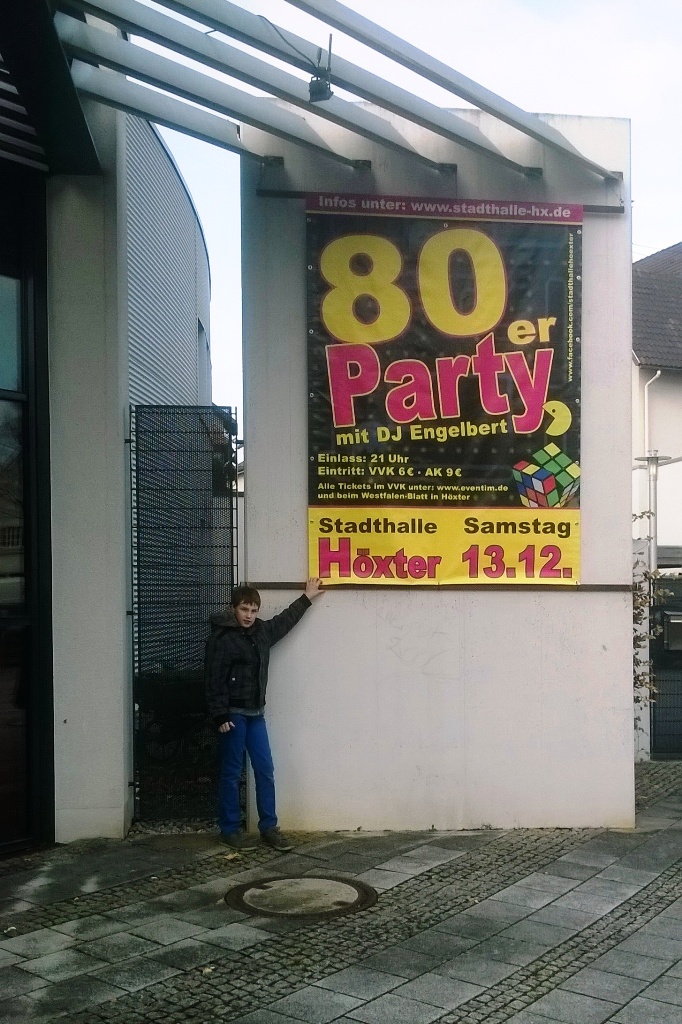 Infos unter: www.stadthalle-hx.de
80er
Party
mit DJ Engelbert
Einlass: 21 Uhr
Eintritt: VVK 6 € · AK 9 €
Alle Tickets im VVK unter: www.eventim.de
und beim Westfalen-Blatt in Höxter
www.facebook.com/stadthallehoexter
Stadthalle Samstag
Höxter 13.12.